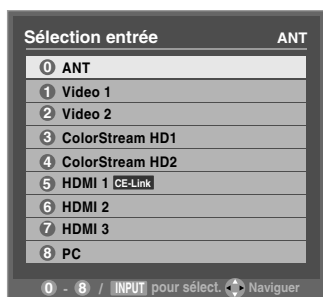 Sélection entrée ANT
0 ANT
1 Video 1
2 Video 2
3 ColorStream HD1
4 ColorStream HD2
5 HDMI 1 CE-Link
6 HDMI 2
7 HDMI 3
8 PC
0 - 8 / INPUT pour sélect. Naviguer